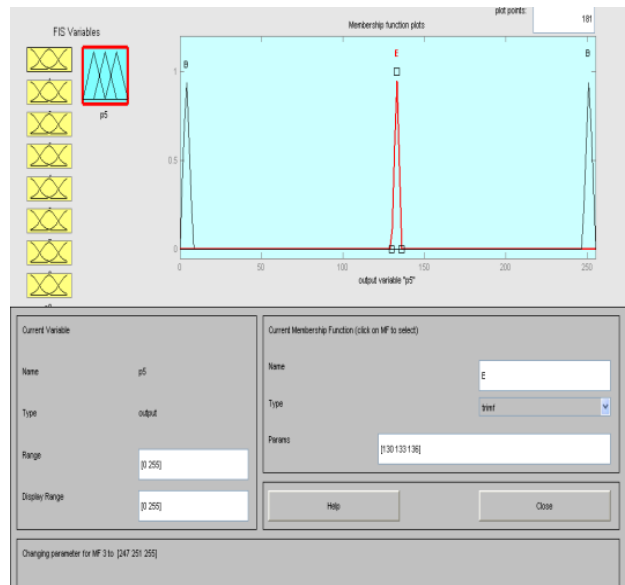 FIS Variables
p5
Membership function plots
plot points:
181
B
E
B
1
0.5
0
0
50
100
150
200
250
output variable "p5"
Current Variable
Name
p5
Type
output
Range
[0 255]
Display Range
[0 255]
Current Membership Function (click on MF to select)
Name
E
Type
trimf
Params
[130 133 136]
Help
Close
Changing parameter for MF 3 to [247 251 255]